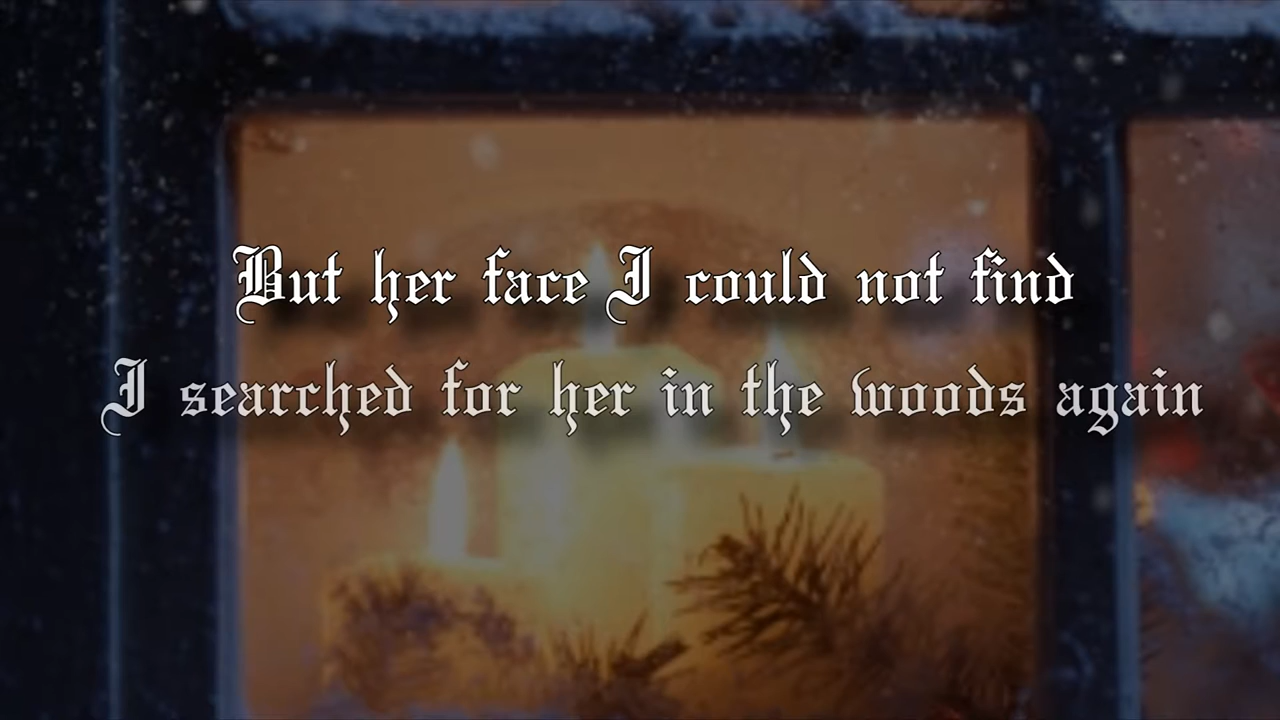 But her face I could not find
I searched for her in the woods again